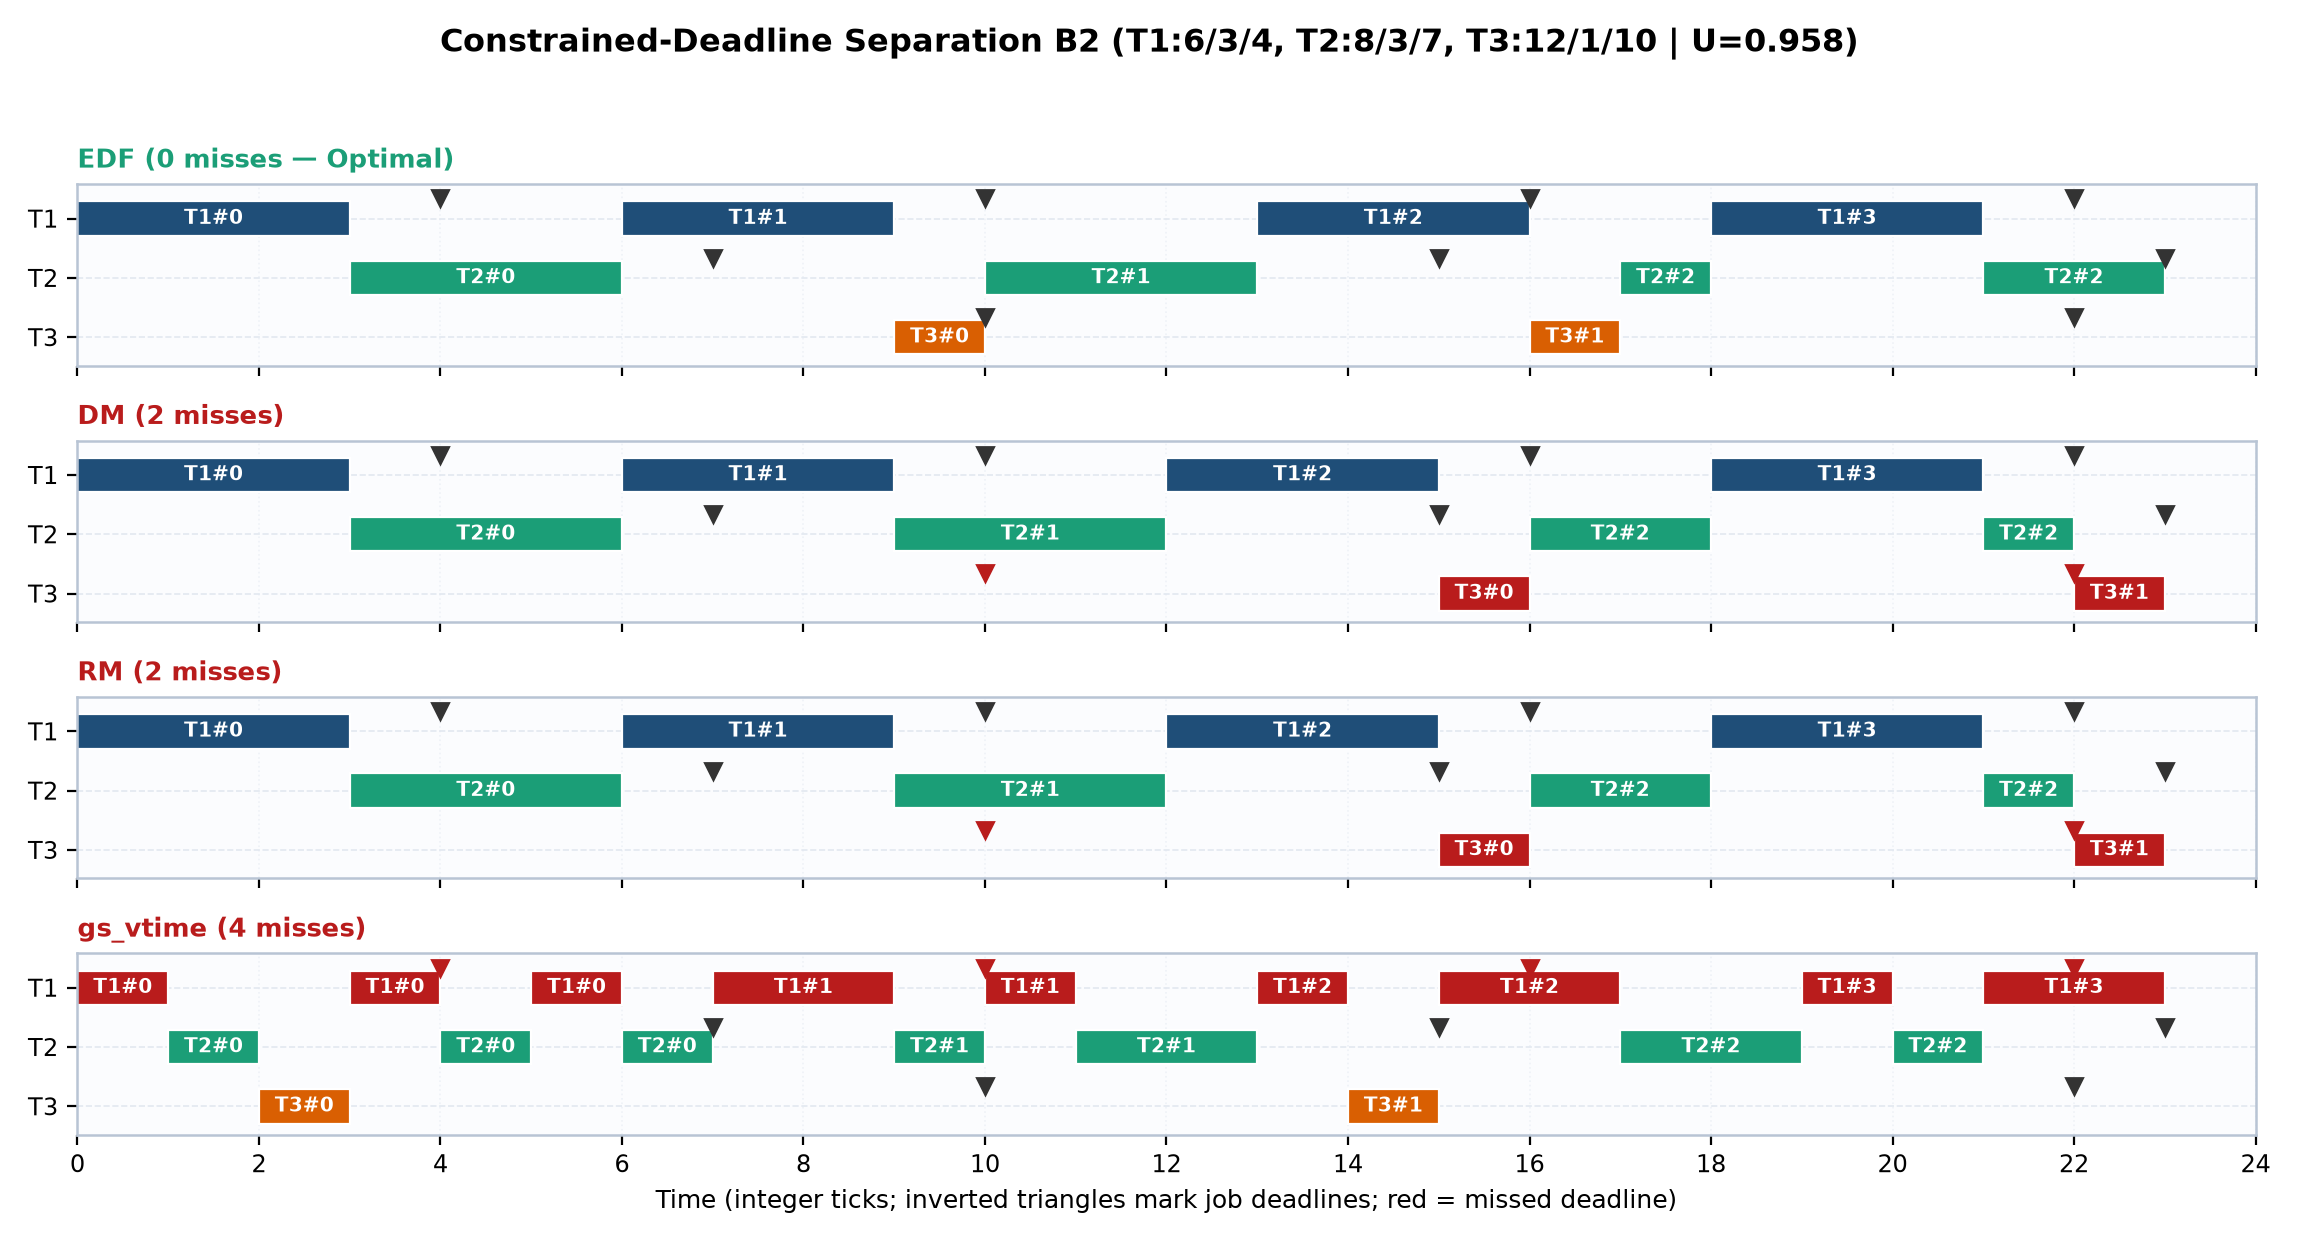 Constrained-Deadline Separation B2 (T1:6/3/4, T2:8/3/7, T3:12/1/10 | U=0.958)
EDF (0 misses — Optimal)
T1 T1#0 T1#1 T1#2 T1#3
T2 T2#0 T2#1 T2#2 T2#2
T3 T3#0 T3#1
DM (2 misses)
T1 T1#0 T1#1 T1#2 T1#3
T2 T2#0 T2#1 T2#2 T2#2
T3 T3#0 T3#1
RM (2 misses)
T1 T1#0 T1#1 T1#2 T1#3
T2 T2#0 T2#1 T2#2 T2#2
T3 T3#0 T3#1
gs_vtime (4 misses)
T1 T1#0 T1#0 T1#0 T1#1 T1#1 T1#2 T1#2 T1#3 T1#3
T2 T2#0 T2#0 T2#0 T2#1 T2#1 T2#2 T2#2
T3 T3#0 T3#1
0 2 4 6 8 10 12 14 16 18 20 22 24
Time (integer ticks; inverted triangles mark job deadlines; red = missed deadline)